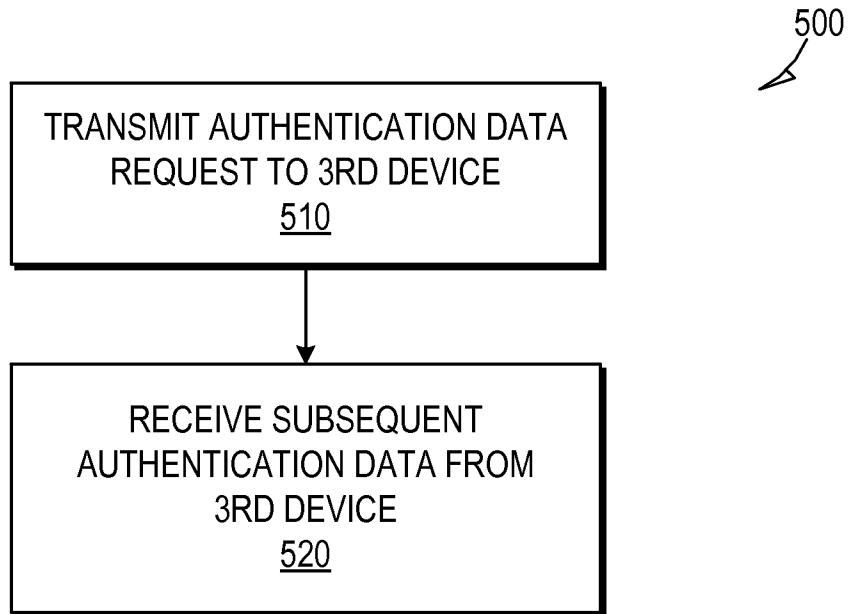 500
TRANSMIT AUTHENTICATION DATA
REQUEST TO 3RD DEVICE
510
RECEIVE SUBSEQUENT
AUTHENTICATION DATA FROM
3RD DEVICE
520